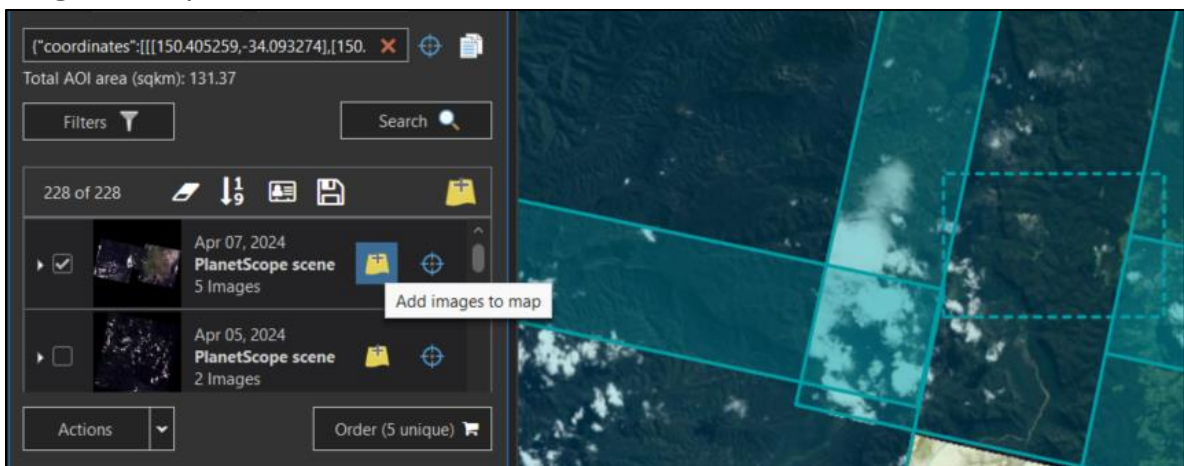 {"coordinates":[[[150.405259,-34.093274],[150.
Total AOI area (sqkm): 131.37
Filters
Search
228 of 228
Apr 07, 2024
PlanetScope scene
5 Images
Add images to map
Apr 05, 2024
PlanetScope scene
2 Images
Actions
Order (5 unique)